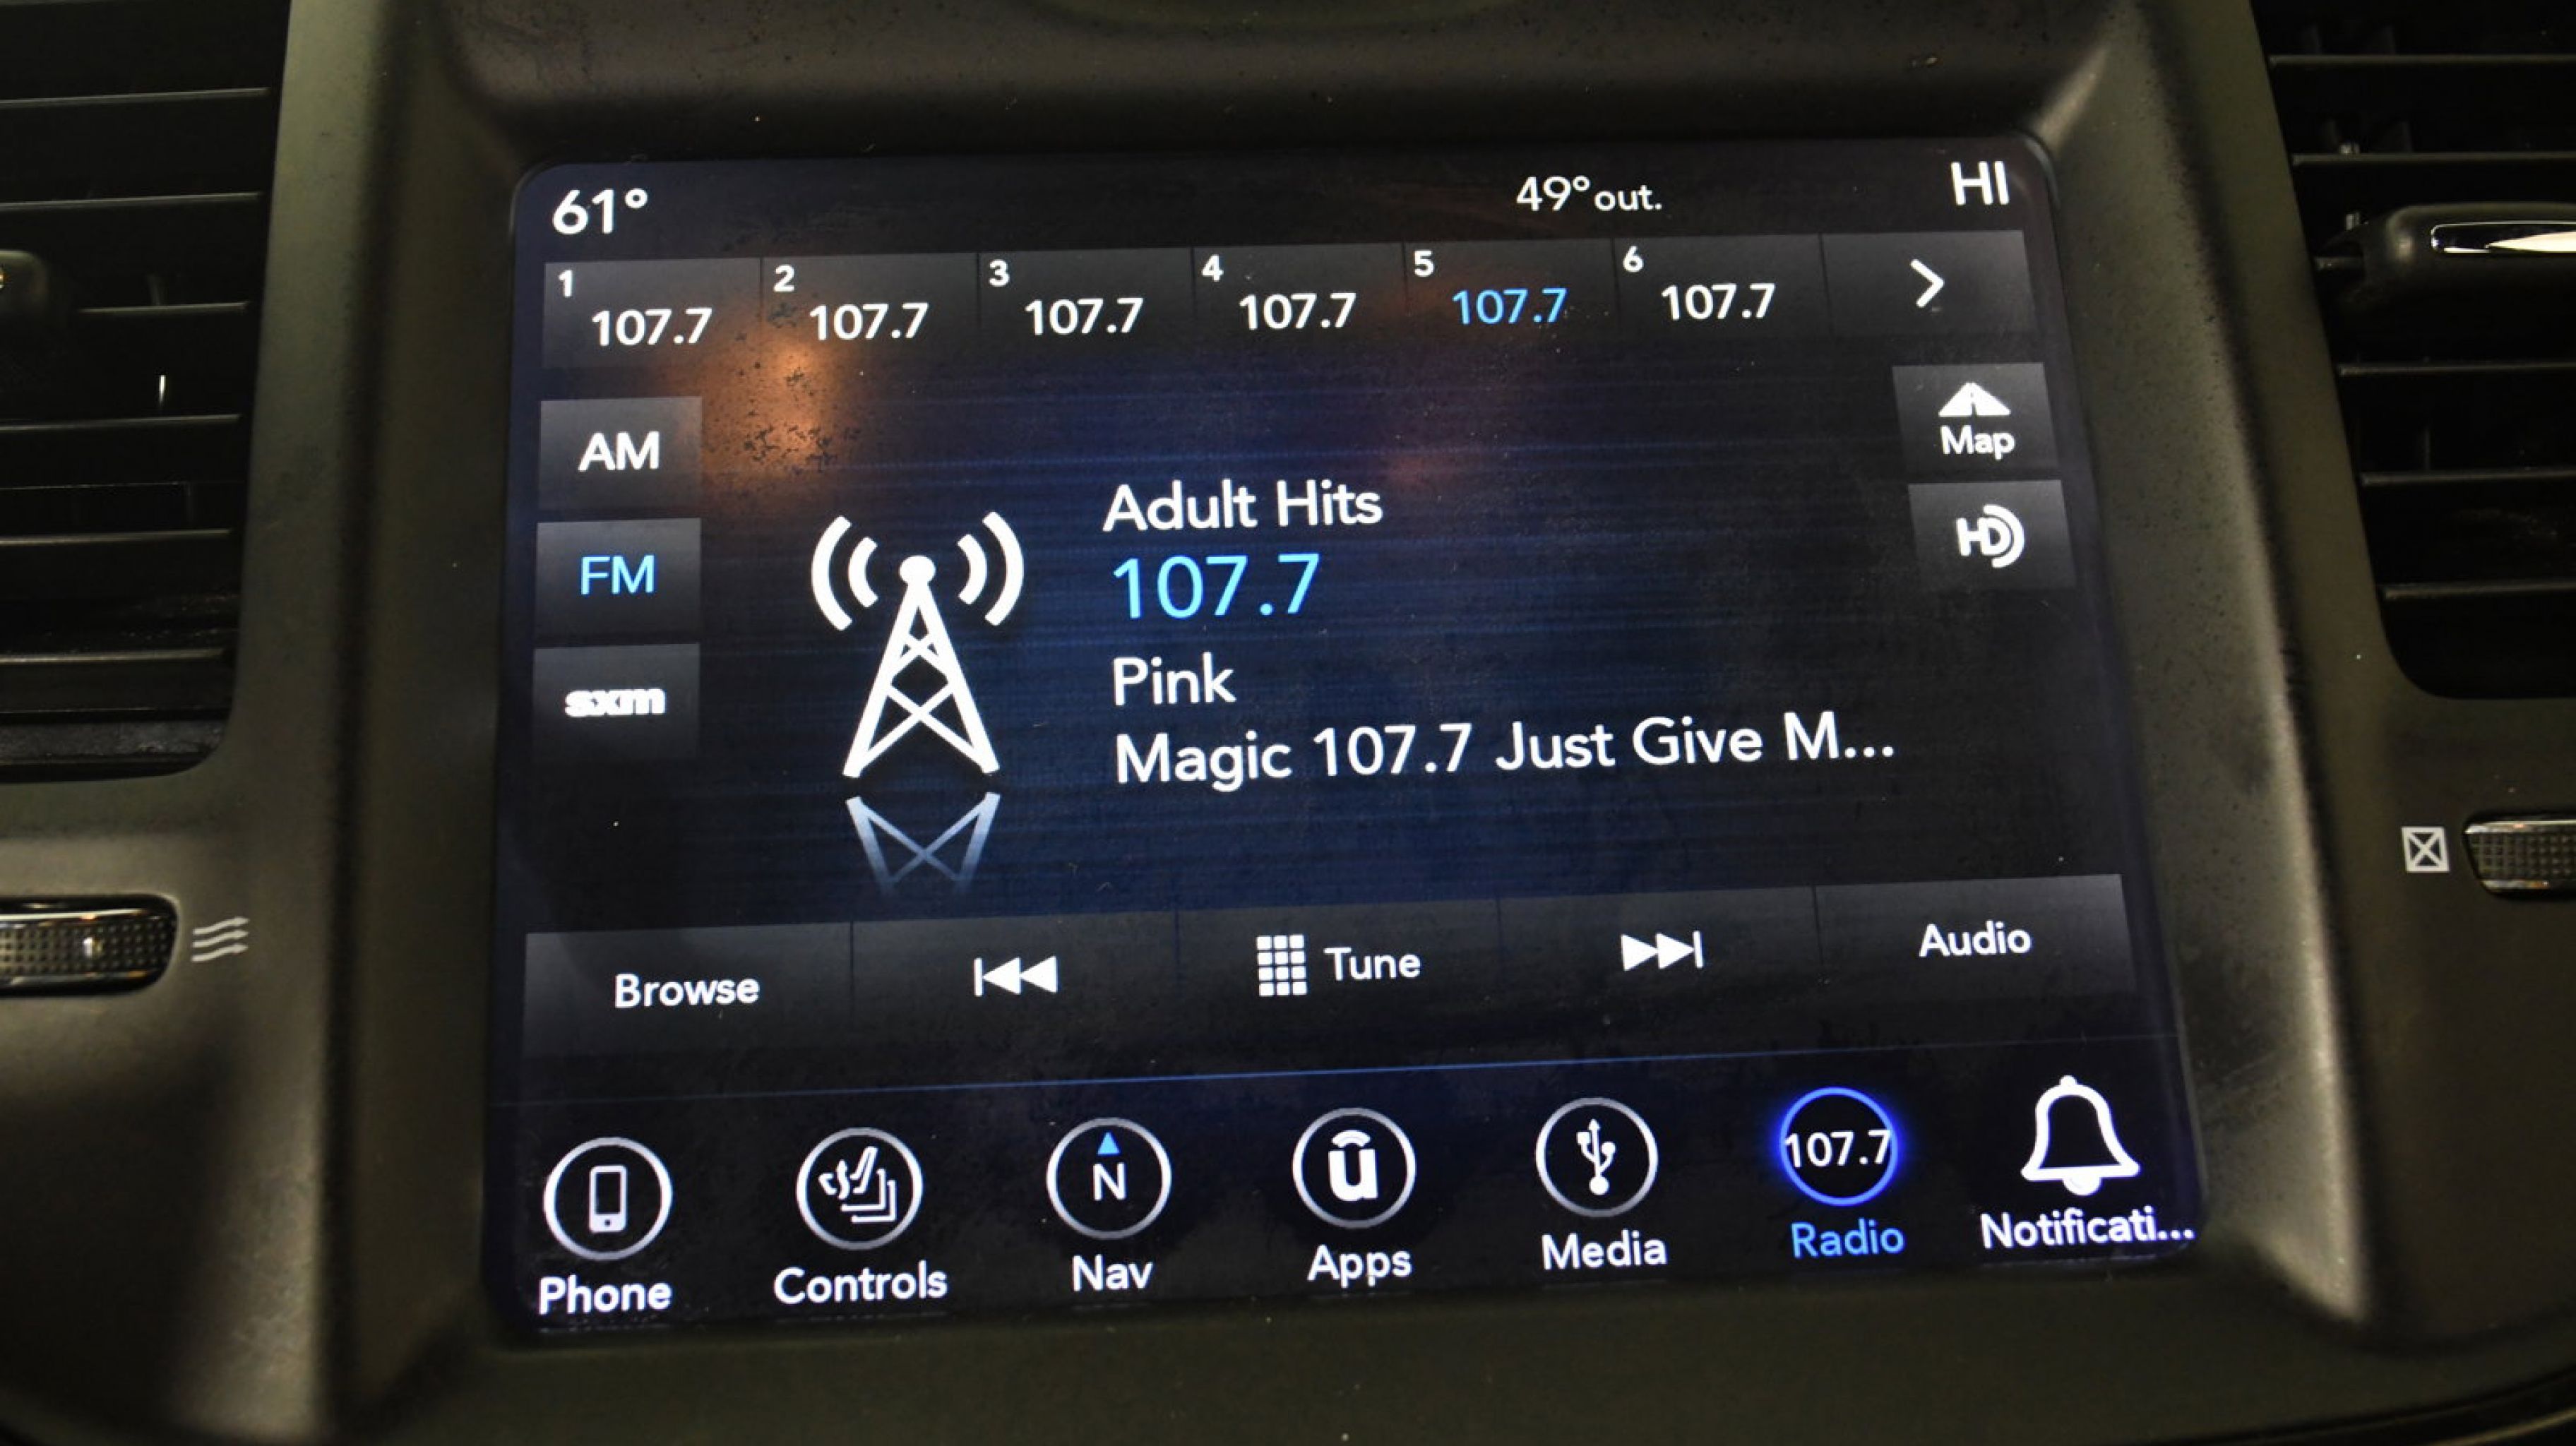 61° 49° out. HI
1 107.7 2 107.7 3 107.7 4 107.7 5 107.7 6 107.7
AM
FM
sxm
Map
HD
Adult Hits
107.7
Pink
Magic 107.7 Just Give M...
Browse Tune Audio
N u 107.7
Phone Controls Nav Apps Media Radio Notificati...